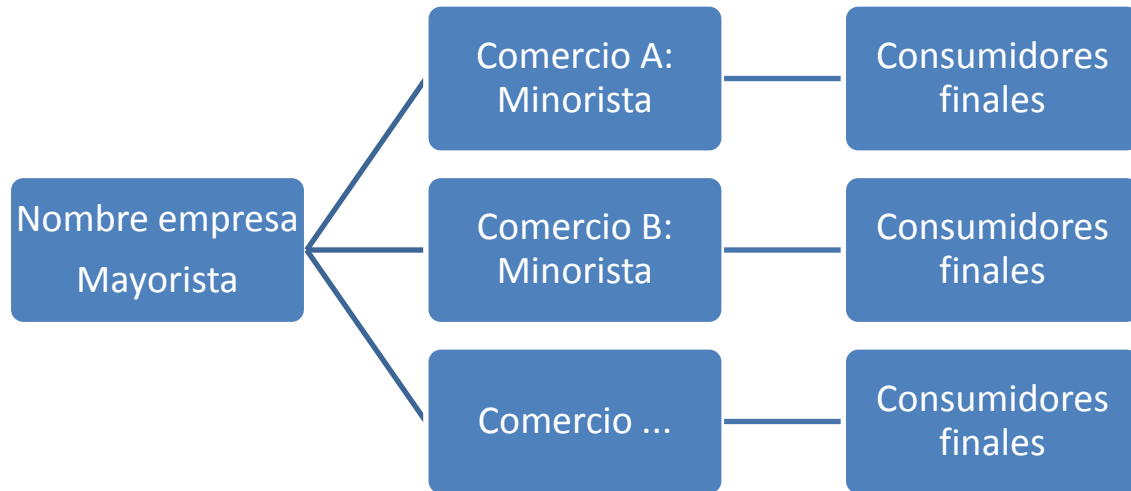 Nombre empresa
Mayorista
Comercio A:
Minorista
Consumidores
finales
Comercio B:
Minorista
Consumidores
finales
Comercio ...
Consumidores
finales